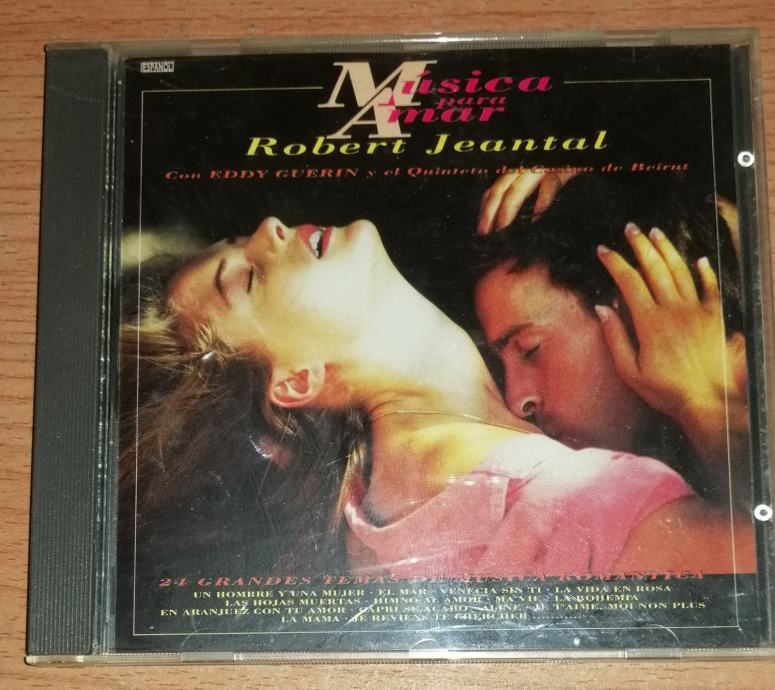 ESPAÑOL
Música
para
Amar
Robert Jeantal
Con EDDY GUERIN y el Quinteto del Casino de Beirut
24 GRANDES TEMAS DE MUSICA ROMANTICA
UN HOMBRE Y UNA MUJER · EL MAR · VENECIA SIN TI · LA VIDA EN ROSA
LAS HOJAS MUERTAS · HIMNO AL AMOR · MA VIE · LA BOHEMIA
EN ARANJUEZ CON TU AMOR · CAPRI SE ACABO · ALINE · JE T'AIME, MOI NON PLUS
LA MAMA · JE REVIENS TE CHERCHER ............